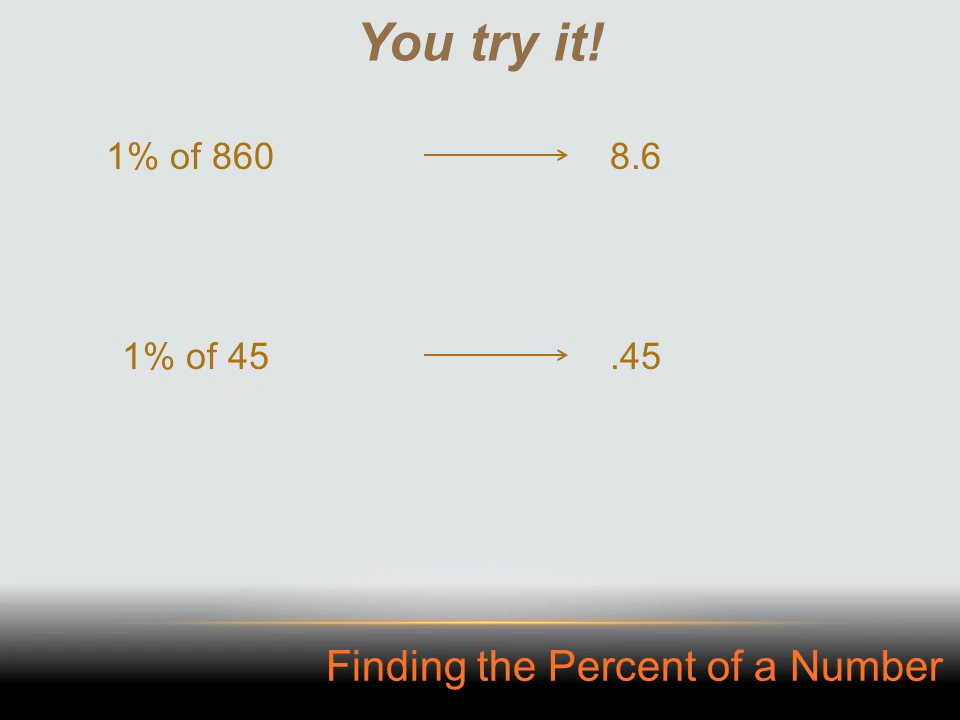 You try it!
1% of 860 8.6
1% of 45 .45
Finding the Percent of a Number